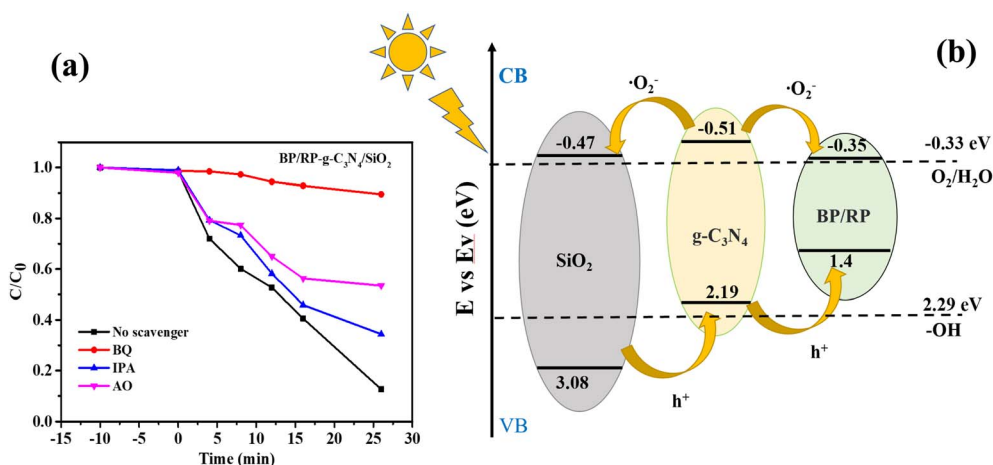 (a)
BP/RP-g-C₃N₄/SiO₂
C/C₀
1.0
0.8
0.6
0.4
0.2
0.0
No scavenger
BQ
IPA
AO
-15 -10 -5 0 5 10 15 20 25 30
Time (min)
(b)
CB
E vs Ev (eV)
VB
·O₂⁻
·O₂⁻
-0.47
-0.51
-0.35
-0.33 eV
O₂/H₂O
SiO₂
g-C₃N₄
BP/RP
1.4
2.19
2.29 eV
-OH
3.08
h⁺
h⁺